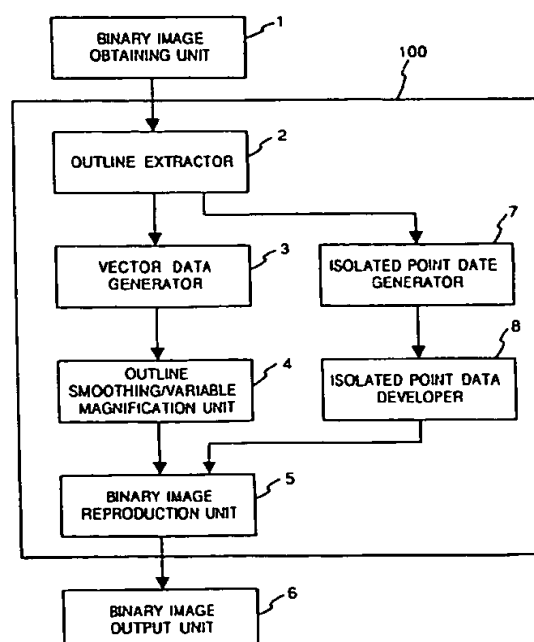 BINARY IMAGE
OBTAINING UNIT
1
100
OUTLINE EXTRACTOR
2
VECTOR DATA
GENERATOR
3
ISOLATED POINT DATE
GENERATOR
7
OUTLINE
SMOOTHING/VARIABLE
MAGNIFICATION UNIT
4
ISOLATED POINT DATA
DEVELOPER
8
BINARY IMAGE
REPRODUCTION UNIT
5
BINARY IMAGE
OUTPUT UNIT
6